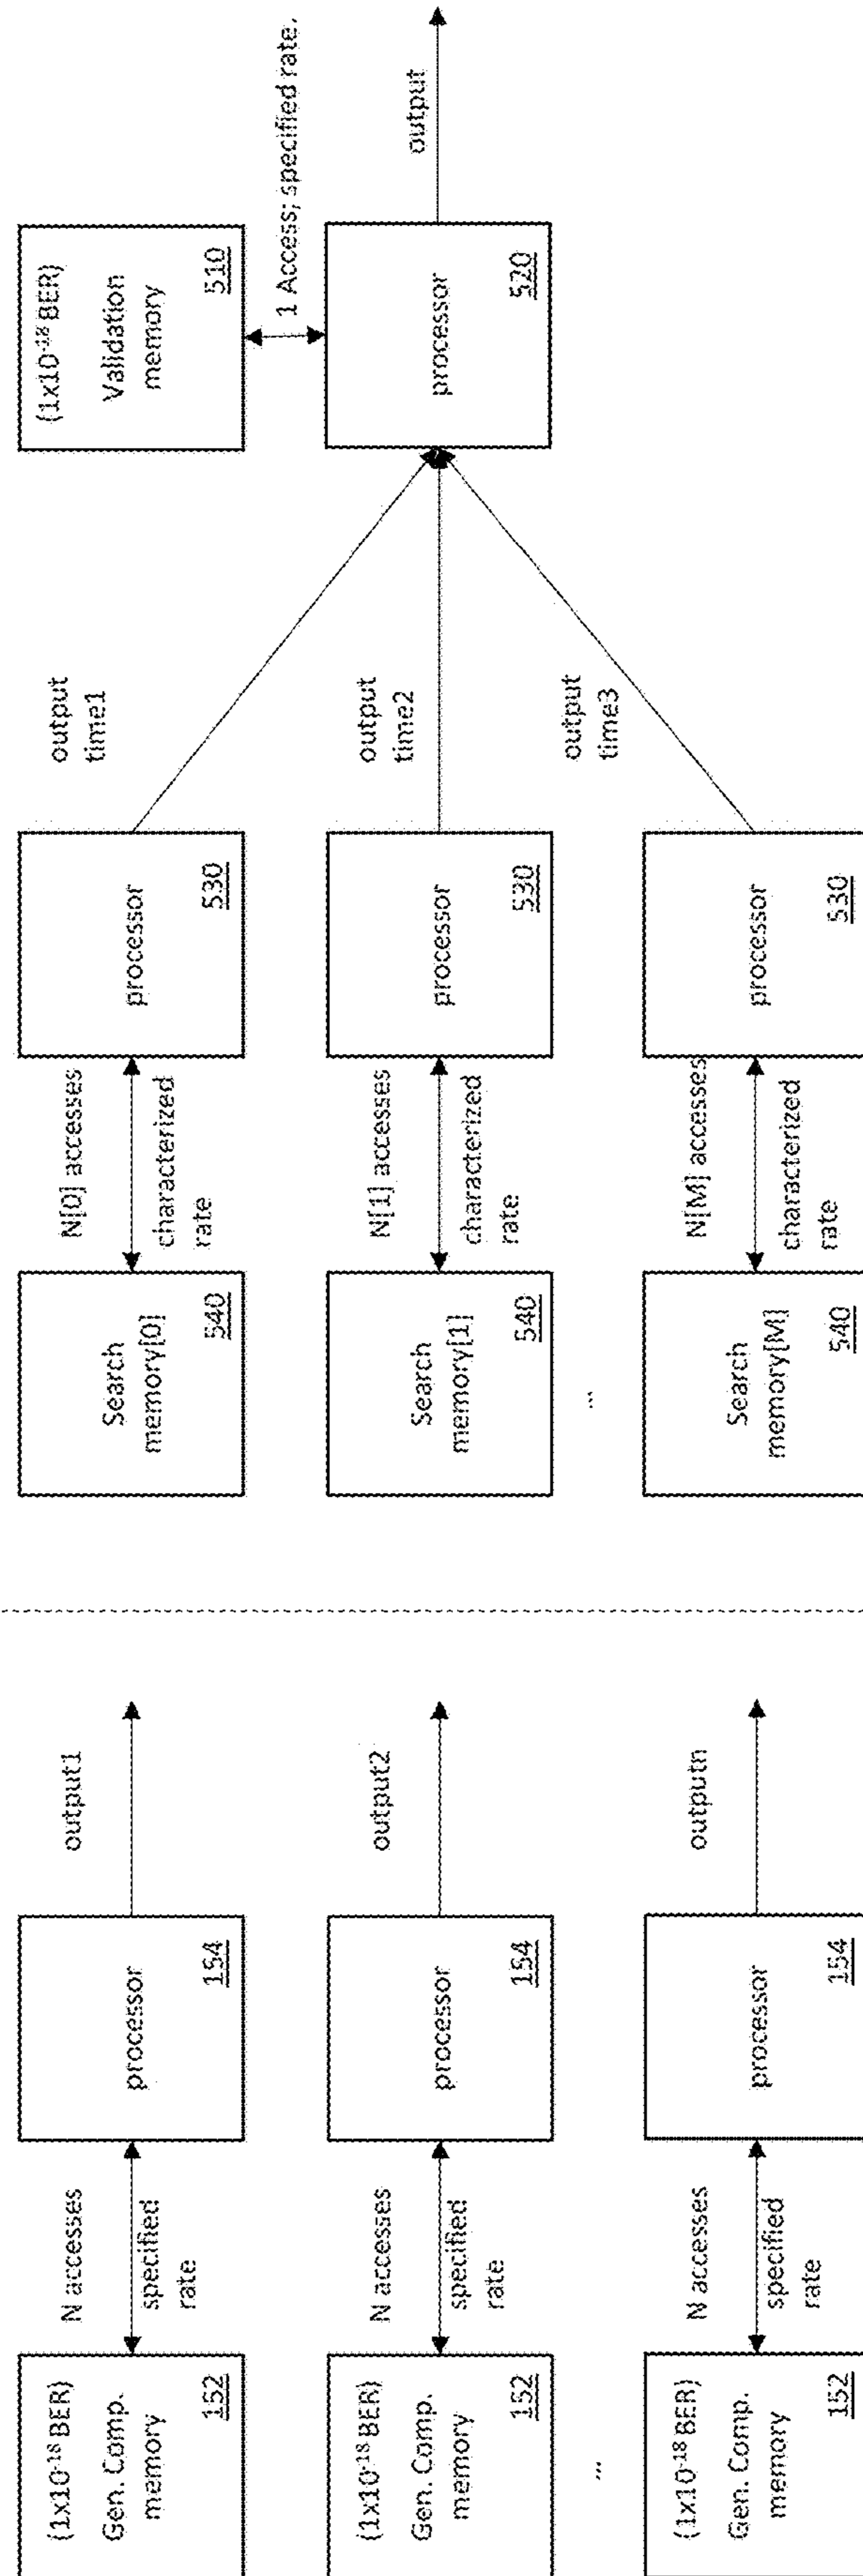 (1x10⁻¹⁸ BER)
Gen. Comp.
memory
152
N accesses
specified
rate
processor
154
output1
(1x10⁻¹⁸ BER)
Gen. Comp.
memory
152
N accesses
specified
rate
processor
154
output2
...
(1x10⁻¹⁸ BER)
Gen. Comp.
memory
152
N accesses
specified
rate
processor
154
outputn
Search
memory[0]
540
N[0] accesses
characterized
rate
processor
530
output
time1
Search
memory[1]
540
N[1] accesses
characterized
rate
processor
530
output
time2
...
Search
memory[M]
540
N[M] accesses
characterized
rate
processor
530
output
time3
(1x10⁻¹⁸ BER)
Validation
memory
510
1 Access; specified rate.
processor
520
output